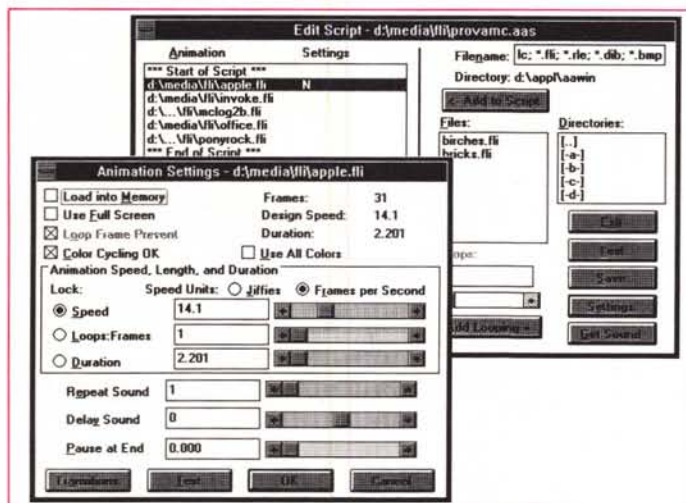 Edit Script - d:\media\fli\provamc.aas
Animation Settings
*** Start of Script ***
d:\media\fli\apple.fli N
d:\media\fli\invoke.fli
d:\...\fli\mclog2b.fli
d:\media\fli\office.fli
d:\...\fli\ponyrock.fli
*** End of Script ***
Filename: lc; *.fli; *.rle; *.dib; *.bmp
Directory: d:\appl\aawin
<- Add to Script
Files:
birches.fli
bricks.fli
Directories:
[..]
[-a-]
[-b-]
[-c-]
[-d-]
Exit
Test
Save
Settings
Get Sound
Animation Settings - d:\media\fli\apple.fli
Load into Memory
Use Full Screen
Loop Frame Present
Color Cycling OK
Use All Colors
Frames: 31
Design Speed: 14.1
Duration: 2.201
Animation Speed, Length, and Duration
Lock: Speed Units: Jiffies Frames per Second
Speed 14.1
Loops:Frames 1
Duration 2.201
Repeat Sound 1
Delay Sound 0
Pause at End 0.000
Transitions Test OK Cancel